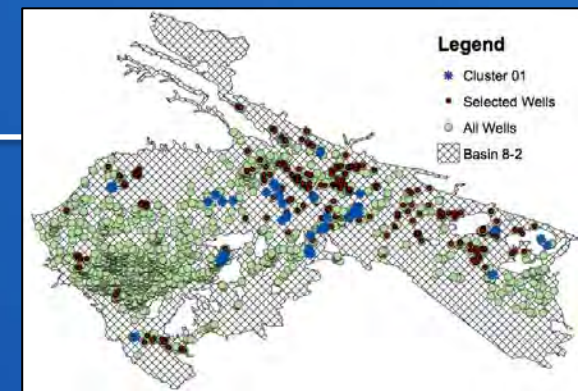 Legend
Cluster 01
Selected Wells
All Wells
Basin 8-2